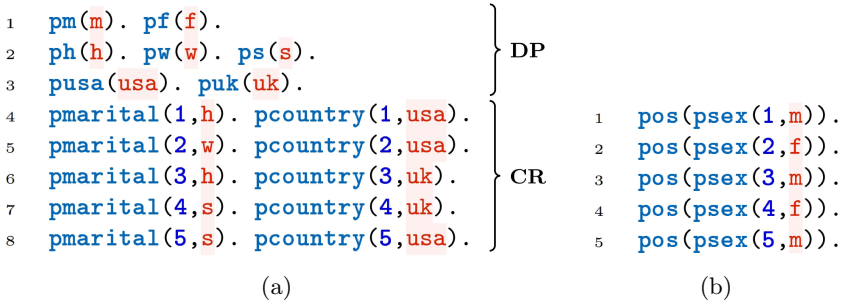 1 pm(m). pf(f).
2 ph(h). pw(w). ps(s).
3 pusa(usa). puk(uk).
DP
4 pmarital(1,h). pcountry(1,usa).
5 pmarital(2,w). pcountry(2,usa).
6 pmarital(3,h). pcountry(3,uk).
7 pmarital(4,s). pcountry(4,uk).
8 pmarital(5,s). pcountry(5,usa).
CR
(a)
1 pos(psex(1,m)).
2 pos(psex(2,f)).
3 pos(psex(3,m)).
4 pos(psex(4,f)).
5 pos(psex(5,m)).
(b)